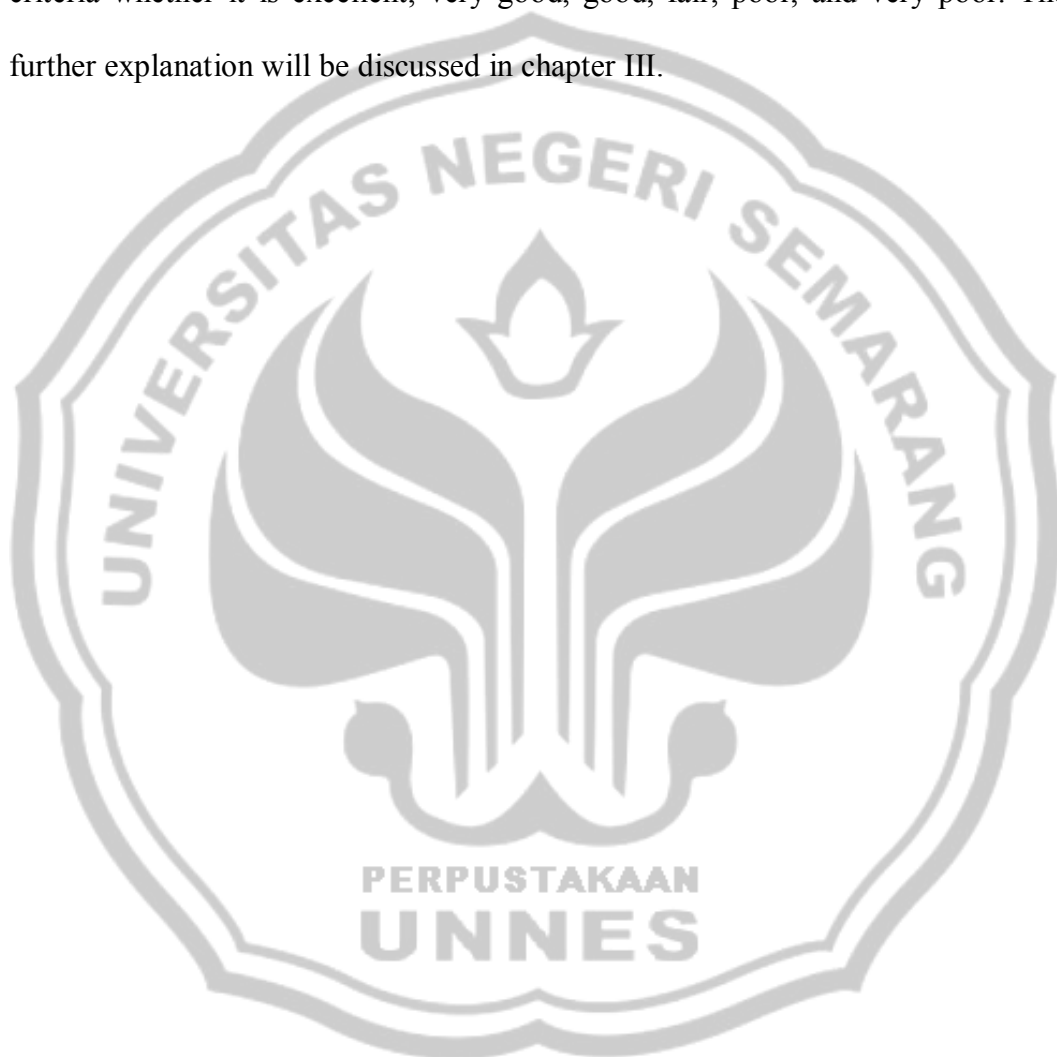 criteria whether it is excellent, very good, good, fair, poor, and very poor. The
further explanation will be discussed in chapter III.
UNIVERSITAS NEGERI SEMARANG
PERPUSTAKAAN
UNNES